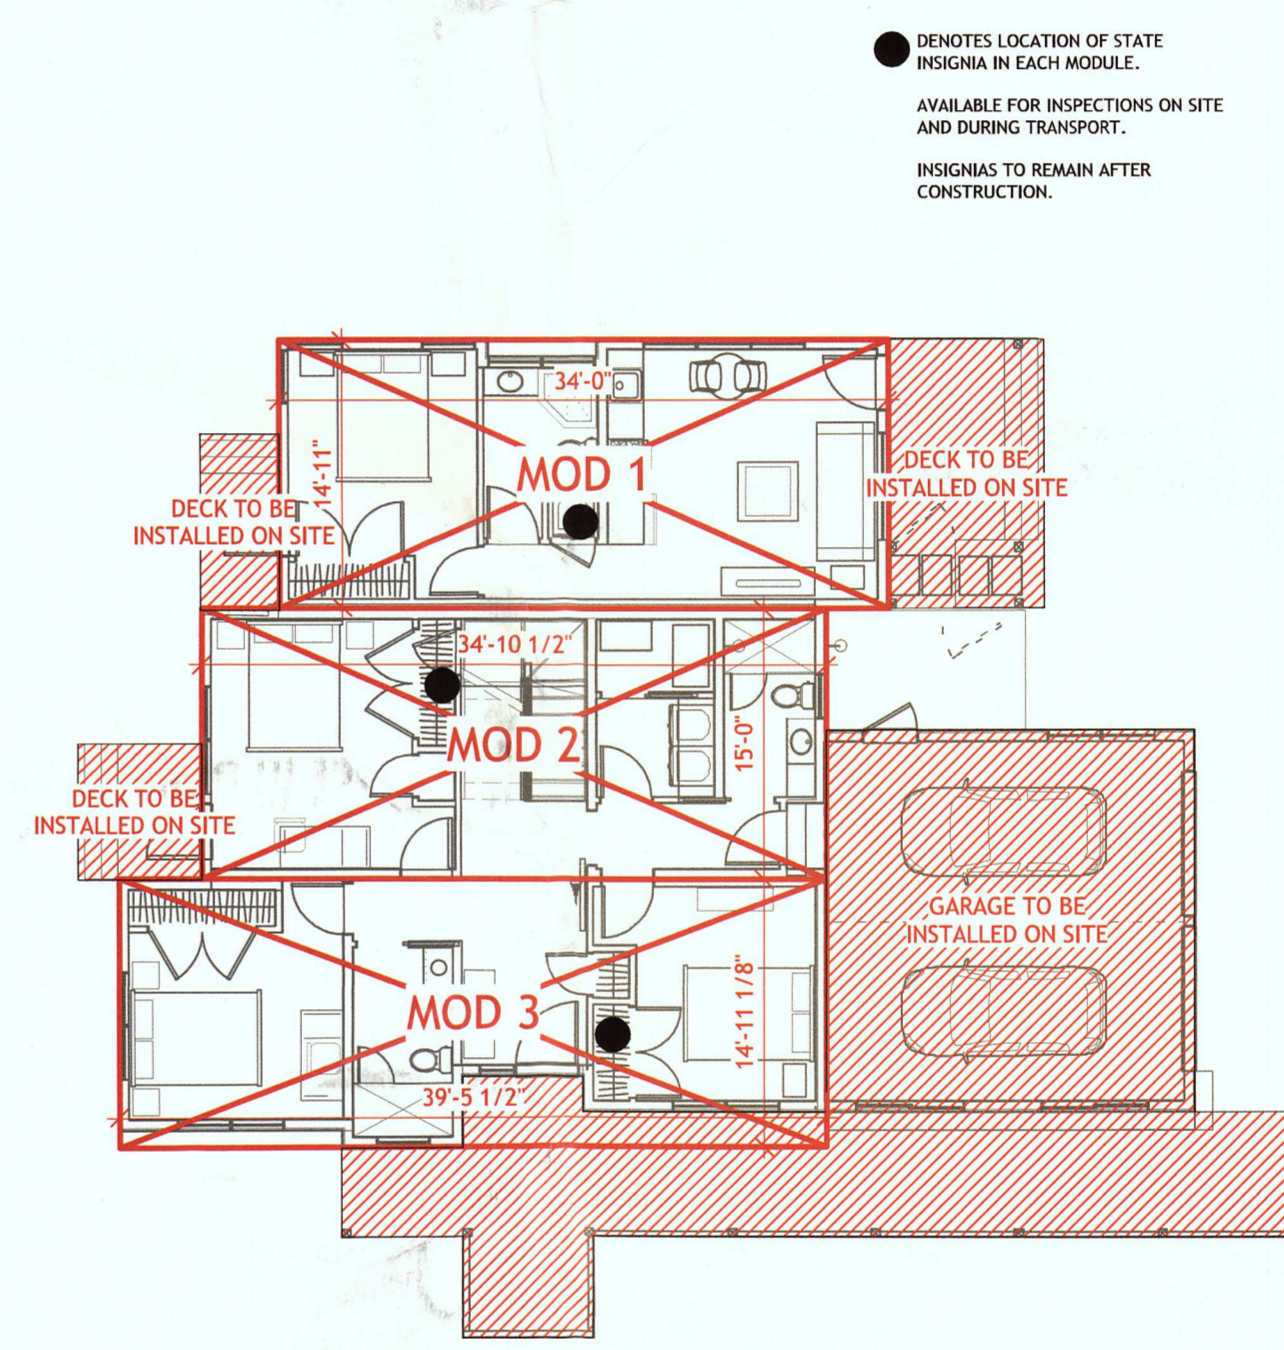 DENOTES LOCATION OF STATE
INSIGNIA IN EACH MODULE.
AVAILABLE FOR INSPECTIONS ON SITE
AND DURING TRANSPORT.
INSIGNIAS TO REMAIN AFTER
CONSTRUCTION.
34'-0"
14'-11"
MOD 1
DECK TO BE
INSTALLED ON SITE
DECK TO BE
INSTALLED ON SITE
34'-10 1/2"
MOD 2
15'-0"
DECK TO BE
INSTALLED ON SITE
GARAGE TO BE
INSTALLED ON SITE
MOD 3
14'-11 1/8"
39'-5 1/2"